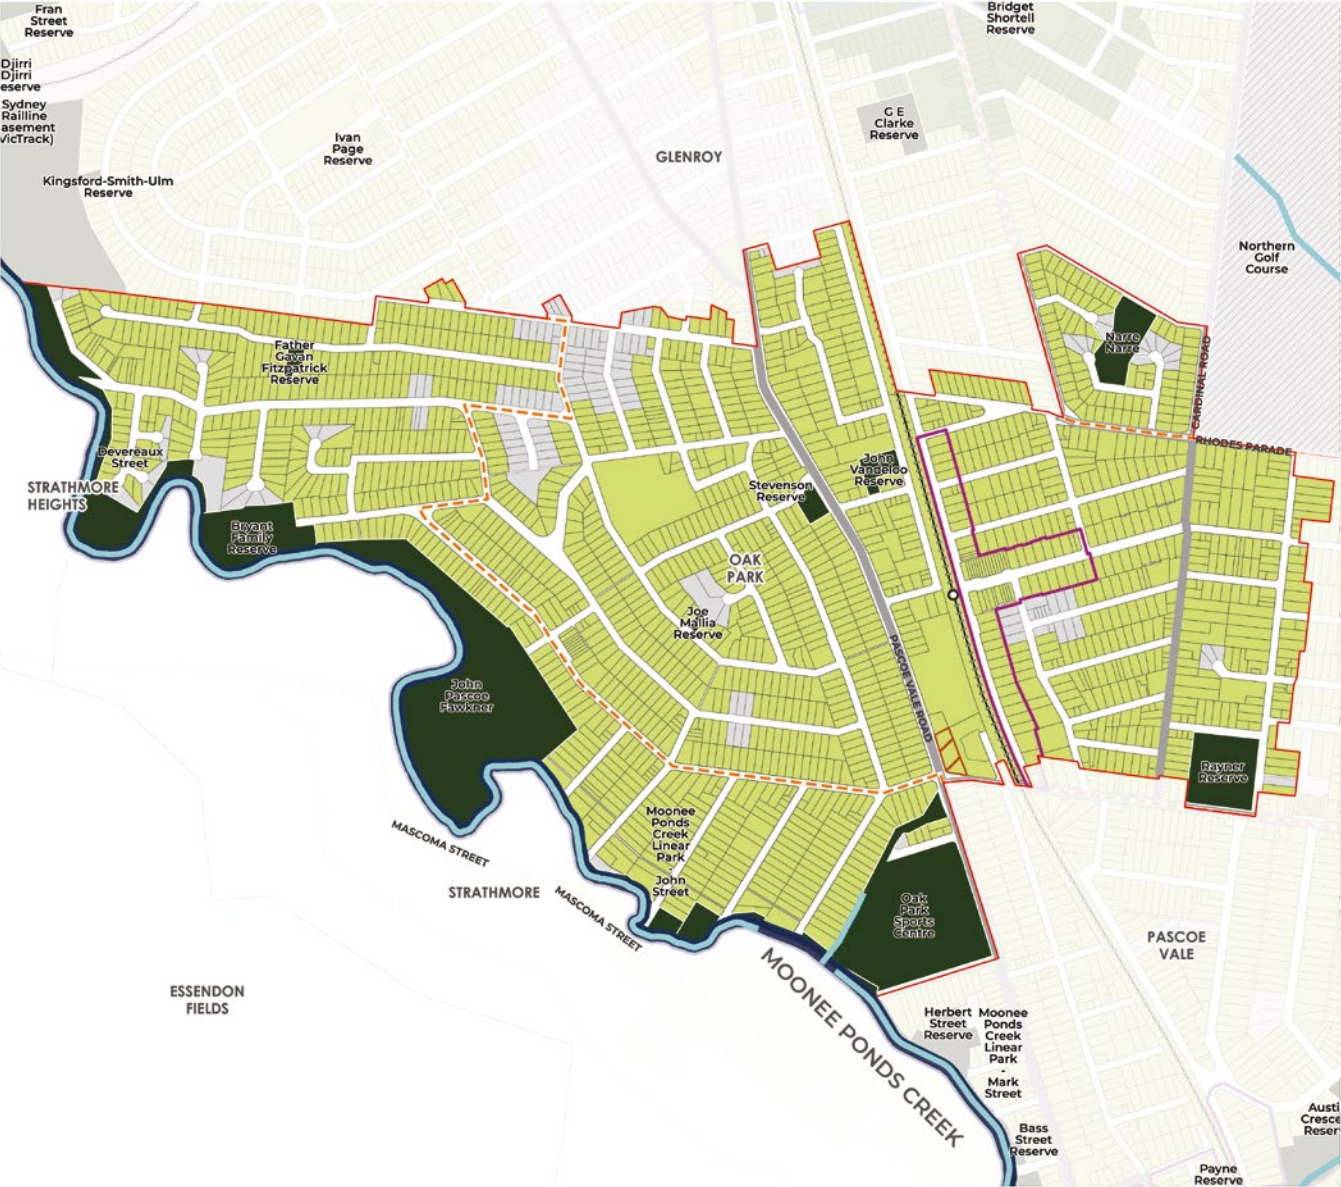 Fran
Street
Reserve
Bridget
Shortell
Reserve
Djirri
Djirri
eserve
Sydney
Railline
asement
VicTrack)
G E
Clarke
Reserve
Ivan
Page
Reserve
GLENROY
Kingsford-Smith-Ulm
Reserve
Northern
Golf
Course
Narre
Narre
CARDINAL ROAD
Father
Gavan
Fitzpatrick
Reserve
RHODES PARADE
Devereaux
Street
John
Vandeloo
Reserve
STRATHMORE
HEIGHTS
Stevenson
Reserve
Bryant
Family
Reserve
OAK
PARK
Joe
Mallia
Reserve
PASCOE VALE ROAD
John
Pascoe
Fawkner
Rayner
Reserve
MASCOMA STREET
Moonee
Ponds
Creek
Linear
Park
-
John
Street
STRATHMORE
MASCOMA STREET
Oak
Park
Sports
Centre
PASCOE
VALE
MOONEE PONDS CREEK
ESSENDON
FIELDS
Herbert
Street
Reserve
Moonee
Ponds
Creek
Linear
Park
-
Mark
Street
Bass
Street
Reserve
Austi
Cresce
Reser
Payne
Reserve